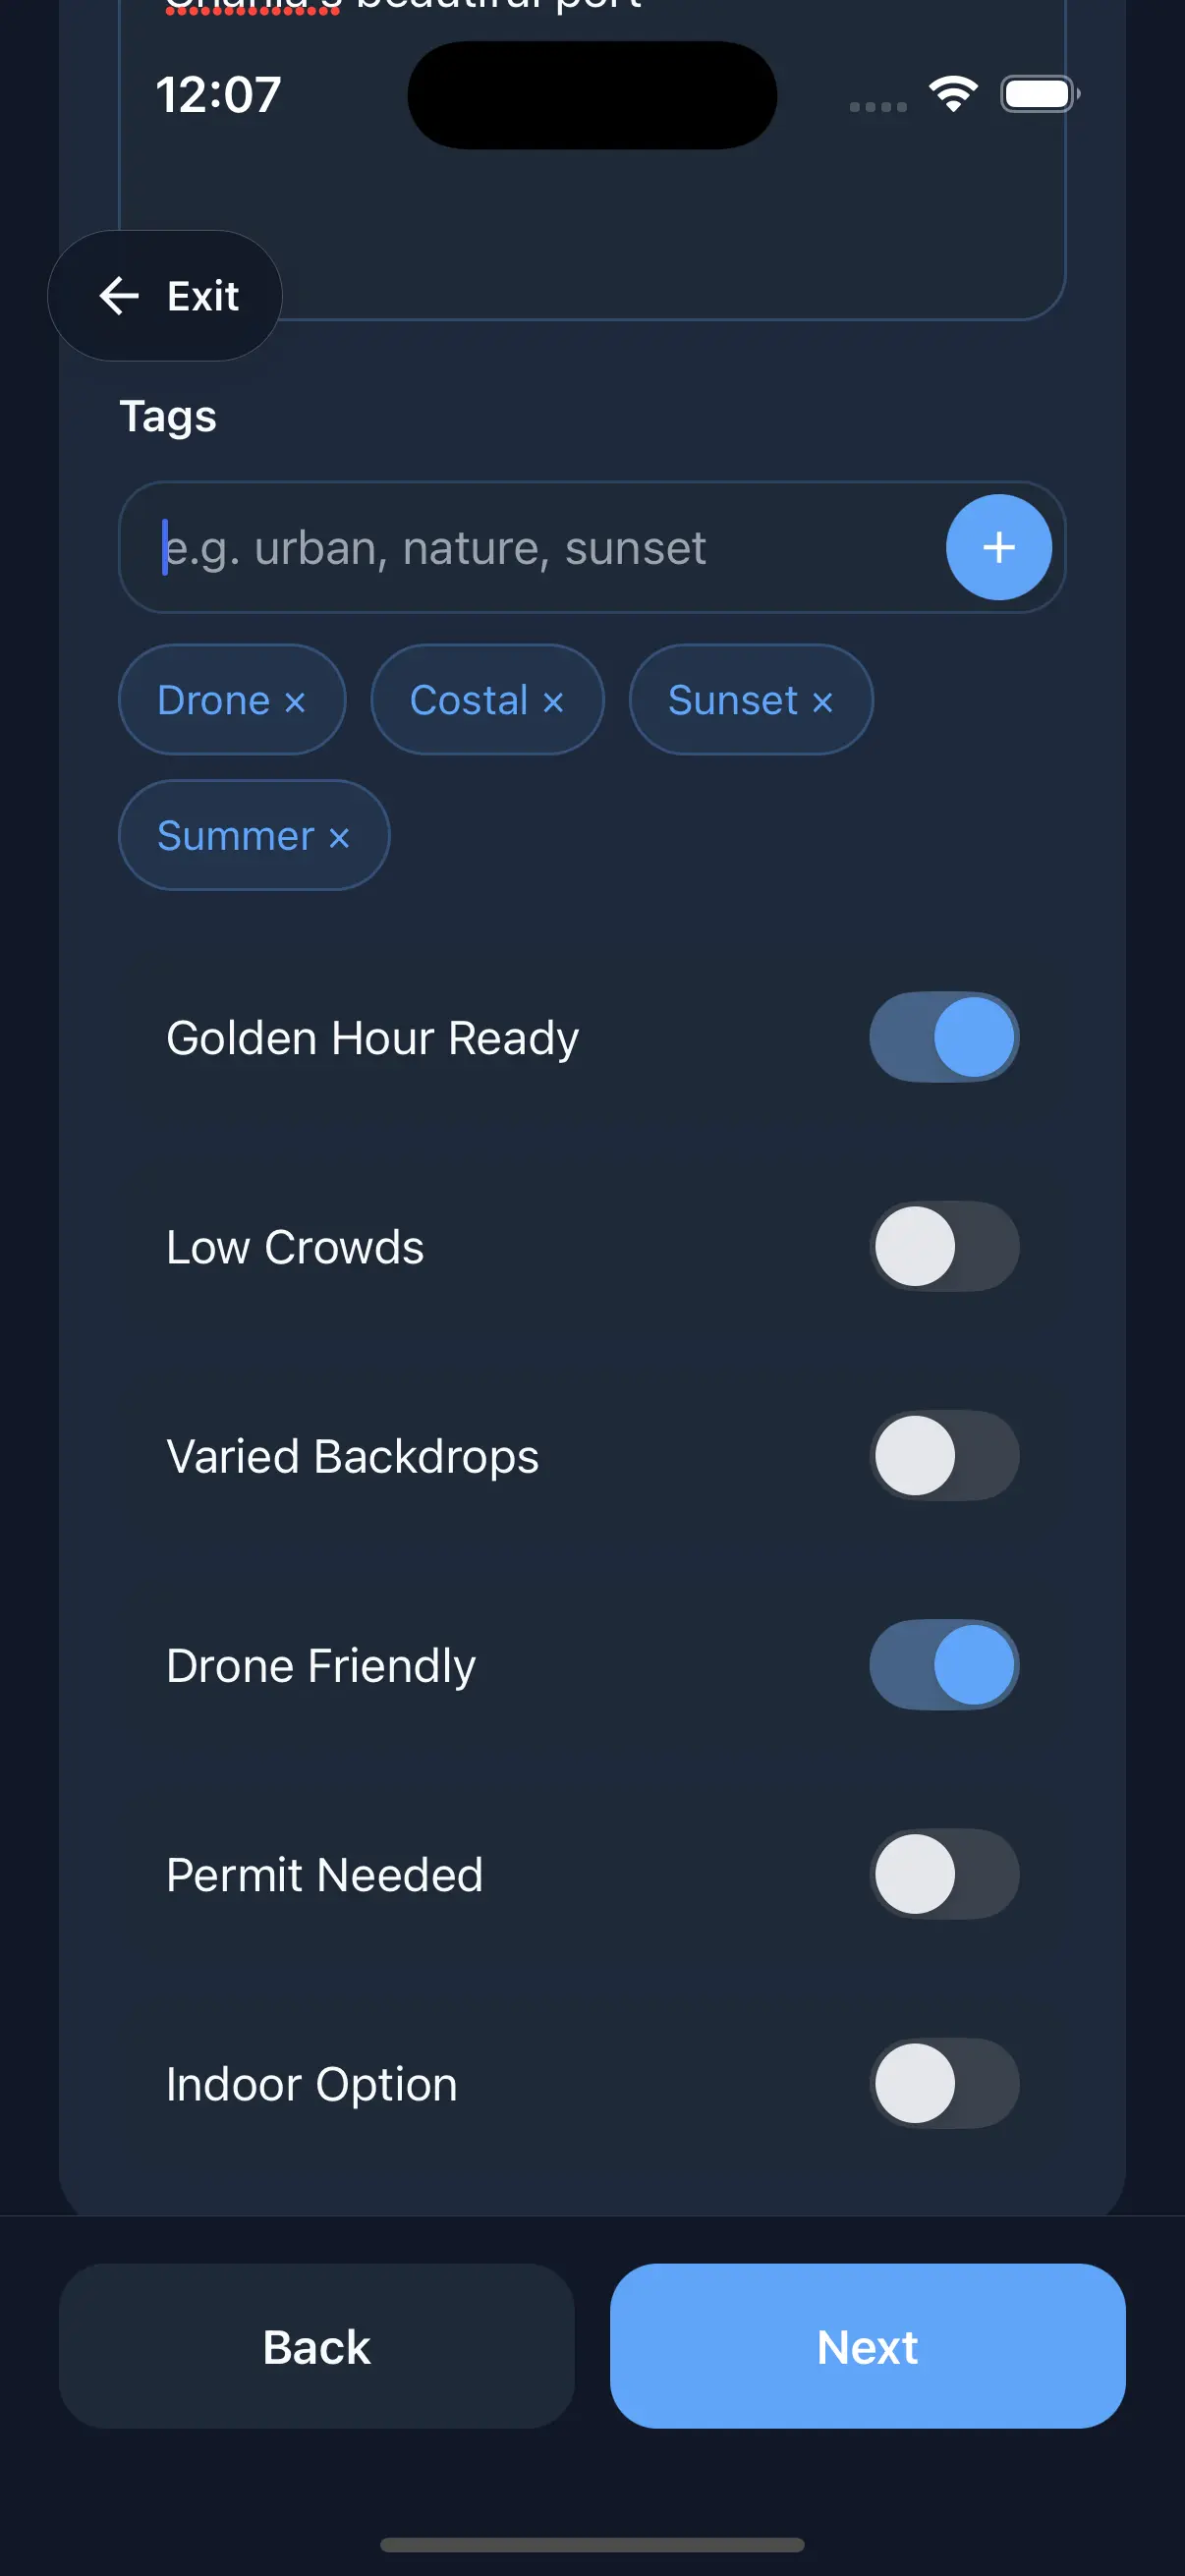 Chania's beautiful port
12:07
Exit
Tags
e.g. urban, nature, sunset
Drone × Costal × Sunset ×
Summer ×
Golden Hour Ready
Low Crowds
Varied Backdrops
Drone Friendly
Permit Needed
Indoor Option
Back Next